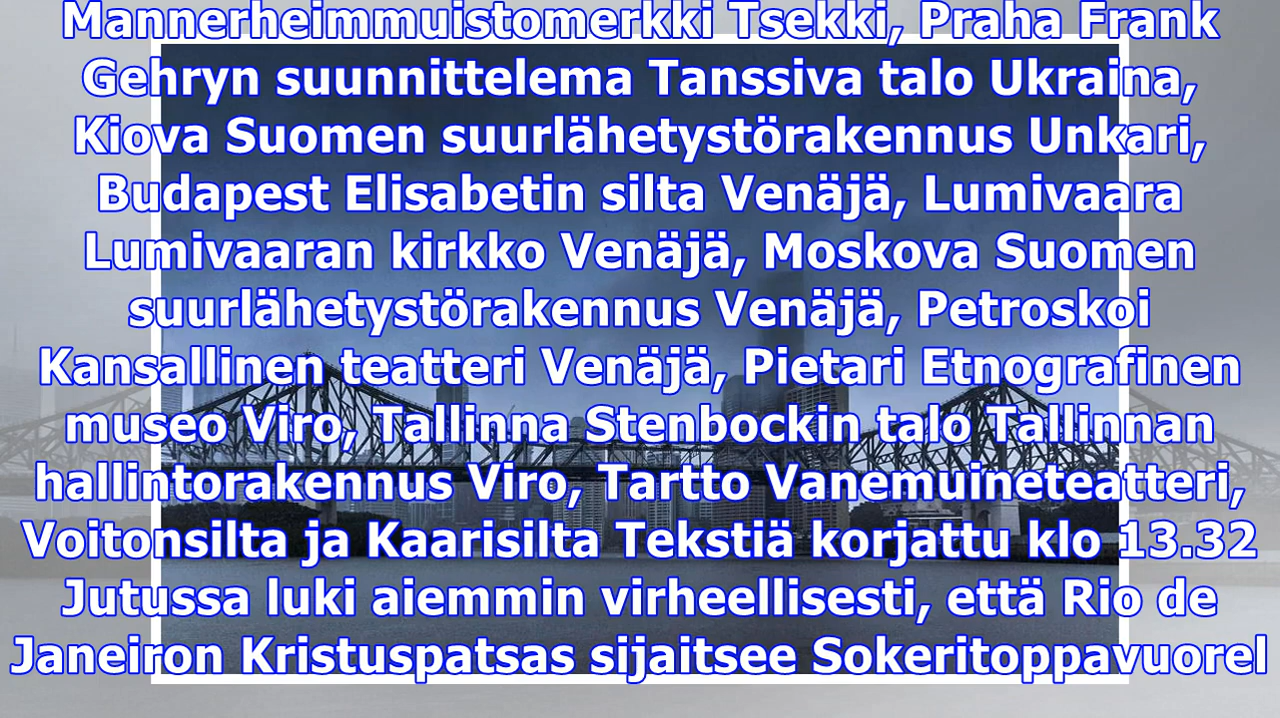 Mannerheimmuistomerkki Tsekki, Praha Frank
Gehryn suunnittelema Tanssiva talo Ukraina,
Kiova Suomen suurlähetystörakennus Unkari,
Budapest Elisabetin silta Venäjä, Lumivaara
Lumivaaran kirkko Venäjä, Moskova Suomen
suurlähetystörakennus Venäjä, Petroskoi
Kansallinen teatteri Venäjä, Pietari Etnografinen
museo Viro, Tallinna Stenbockin talo Tallinnan
hallintorakennus Viro, Tartto Vanemuineteatteri,
Voitonsilta ja Kaarisilta Tekstiä korjattu klo 13.32
Jutussa luki aiemmin virheellisesti, että Rio de
Janeiron Kristuspatsas sijaitsee Sokeritoppavuorel